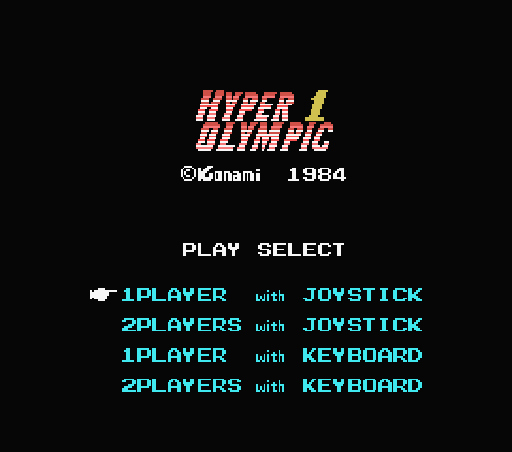 HYPER 1
OLYMPIC
©Konami 1984
PLAY SELECT
1PLAYER with JOYSTICK
2PLAYERS with JOYSTICK
1PLAYER with KEYBOARD
2PLAYERS with KEYBOARD